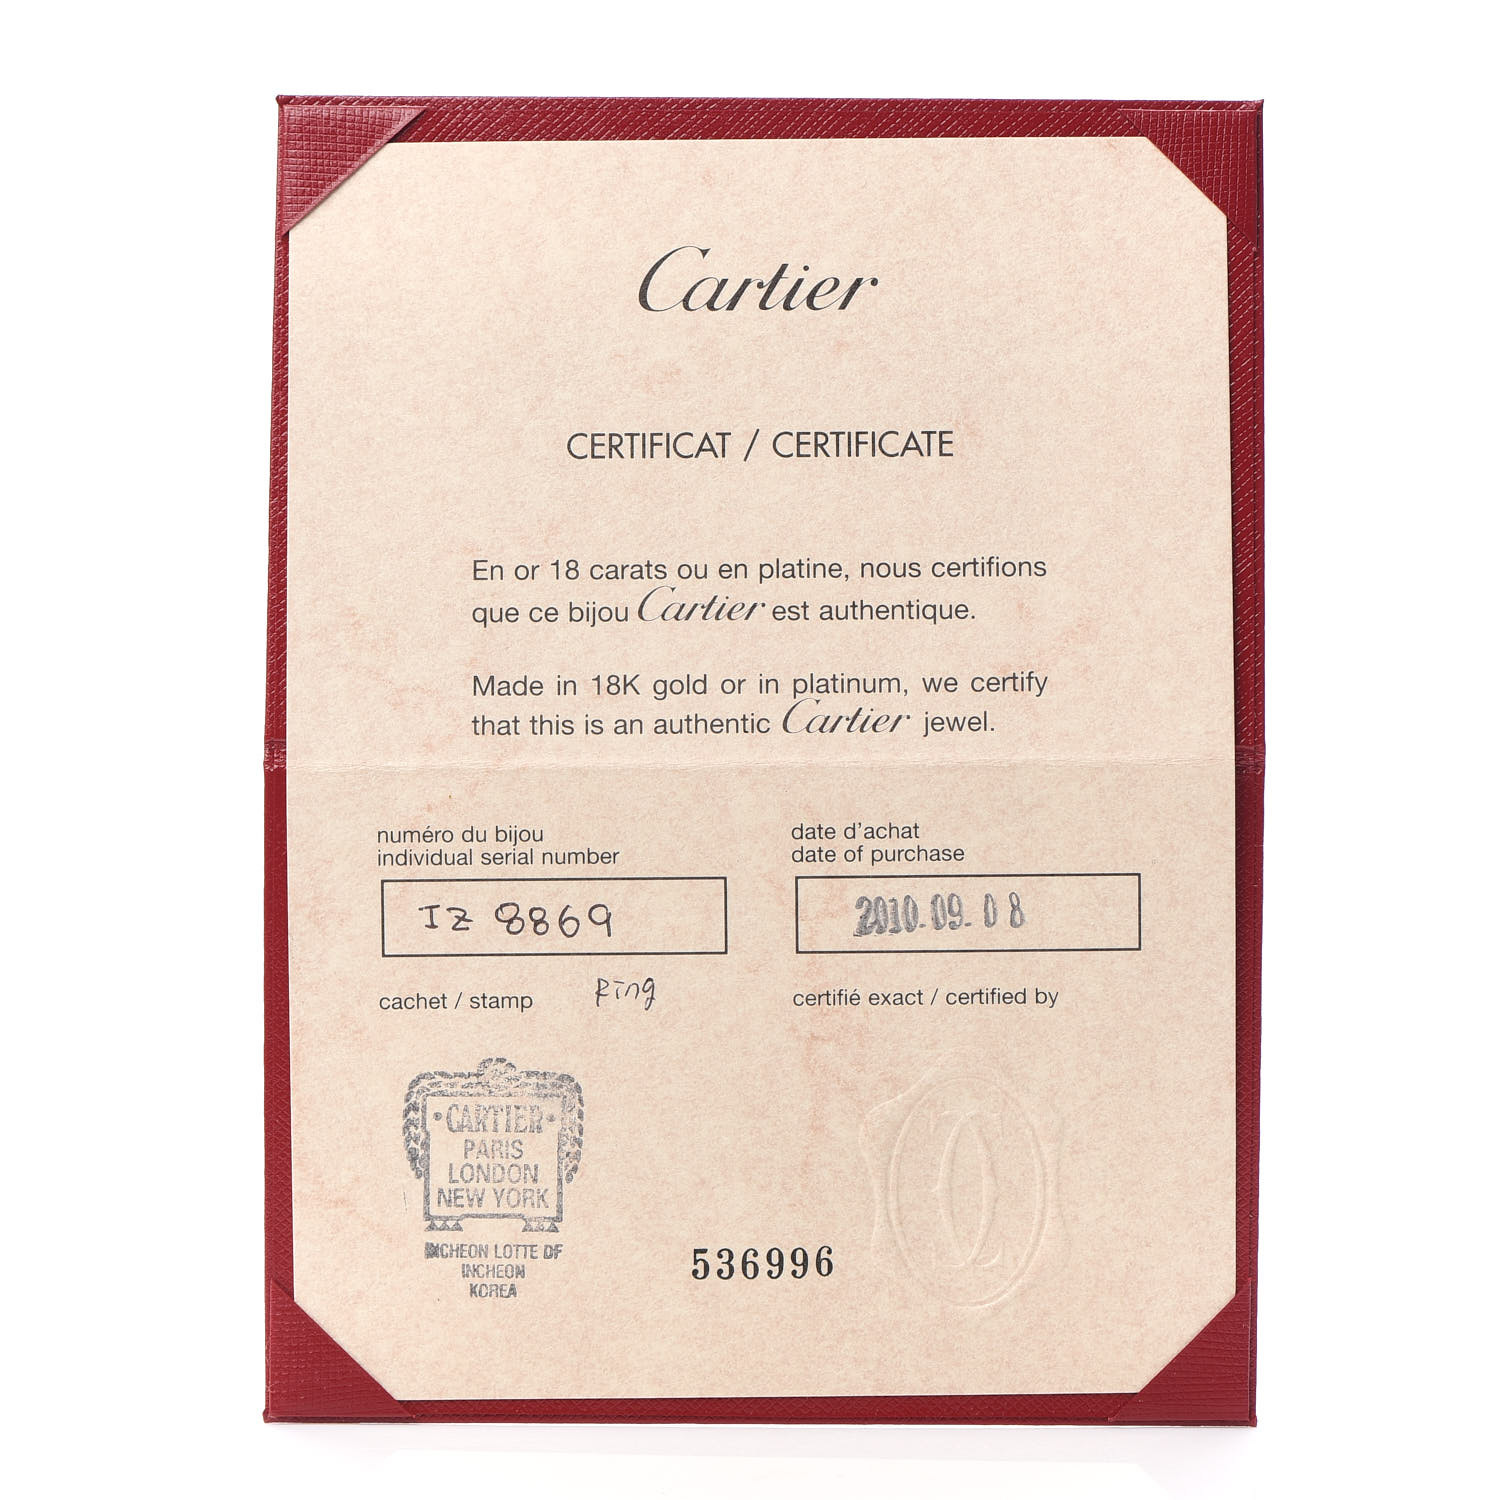 Cartier
CERTIFICAT / CERTIFICATE
En or 18 carats ou en platine, nous certifions
que ce bijou Cartier est authentique.
Made in 18K gold or in platinum, we certify
that this is an authentic Cartier jewel.
numéro du bijou
individual serial number
IZ 8869
date d'achat
date of purchase
2010.09.08
cachet / stamp
Ring
certifié exact / certified by
•CARTIER•
PARIS
LONDON
NEW YORK
INCHEON LOTTE DF
INCHEON
KOREA
536996